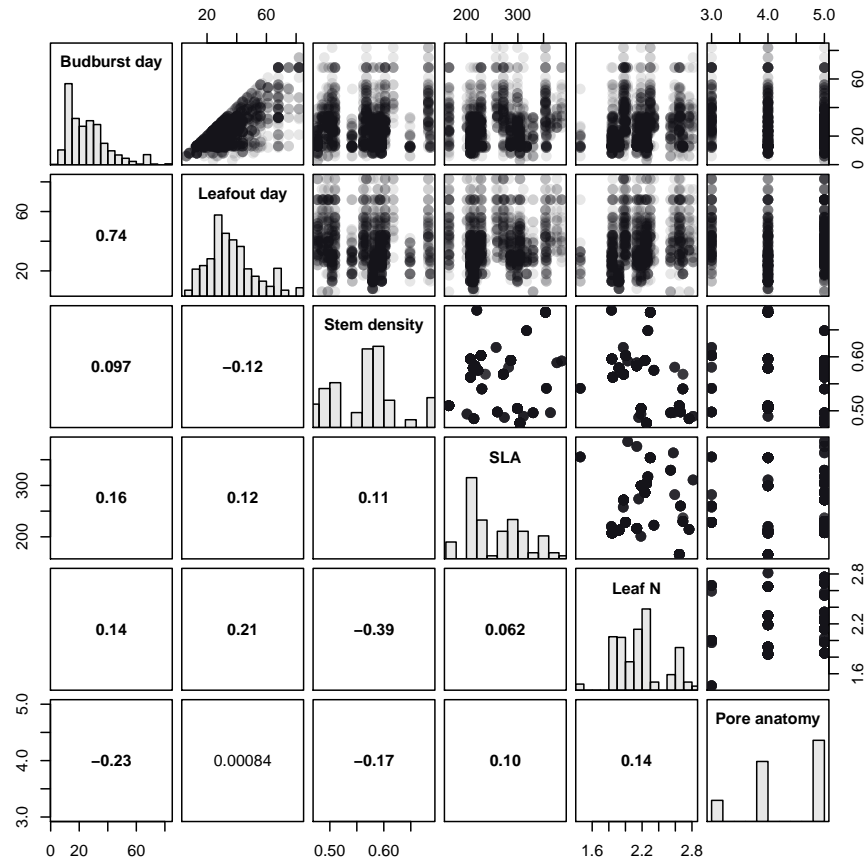 20 60 200 300 3.0 4.0 5.0
Budburst day
0 20 60
Leafout day
20 60
0.74
Stem density
0.50 0.60
0.097 −0.12
SLA
200 300
0.16 0.12 0.11
Leaf N
1.6 2.2 2.8
0.14 0.21 −0.39 0.062
Pore anatomy
3.0 4.0 5.0
−0.23 0.00084 −0.17 0.10 0.14
0 20 60 0.50 0.60 1.6 2.2 2.8